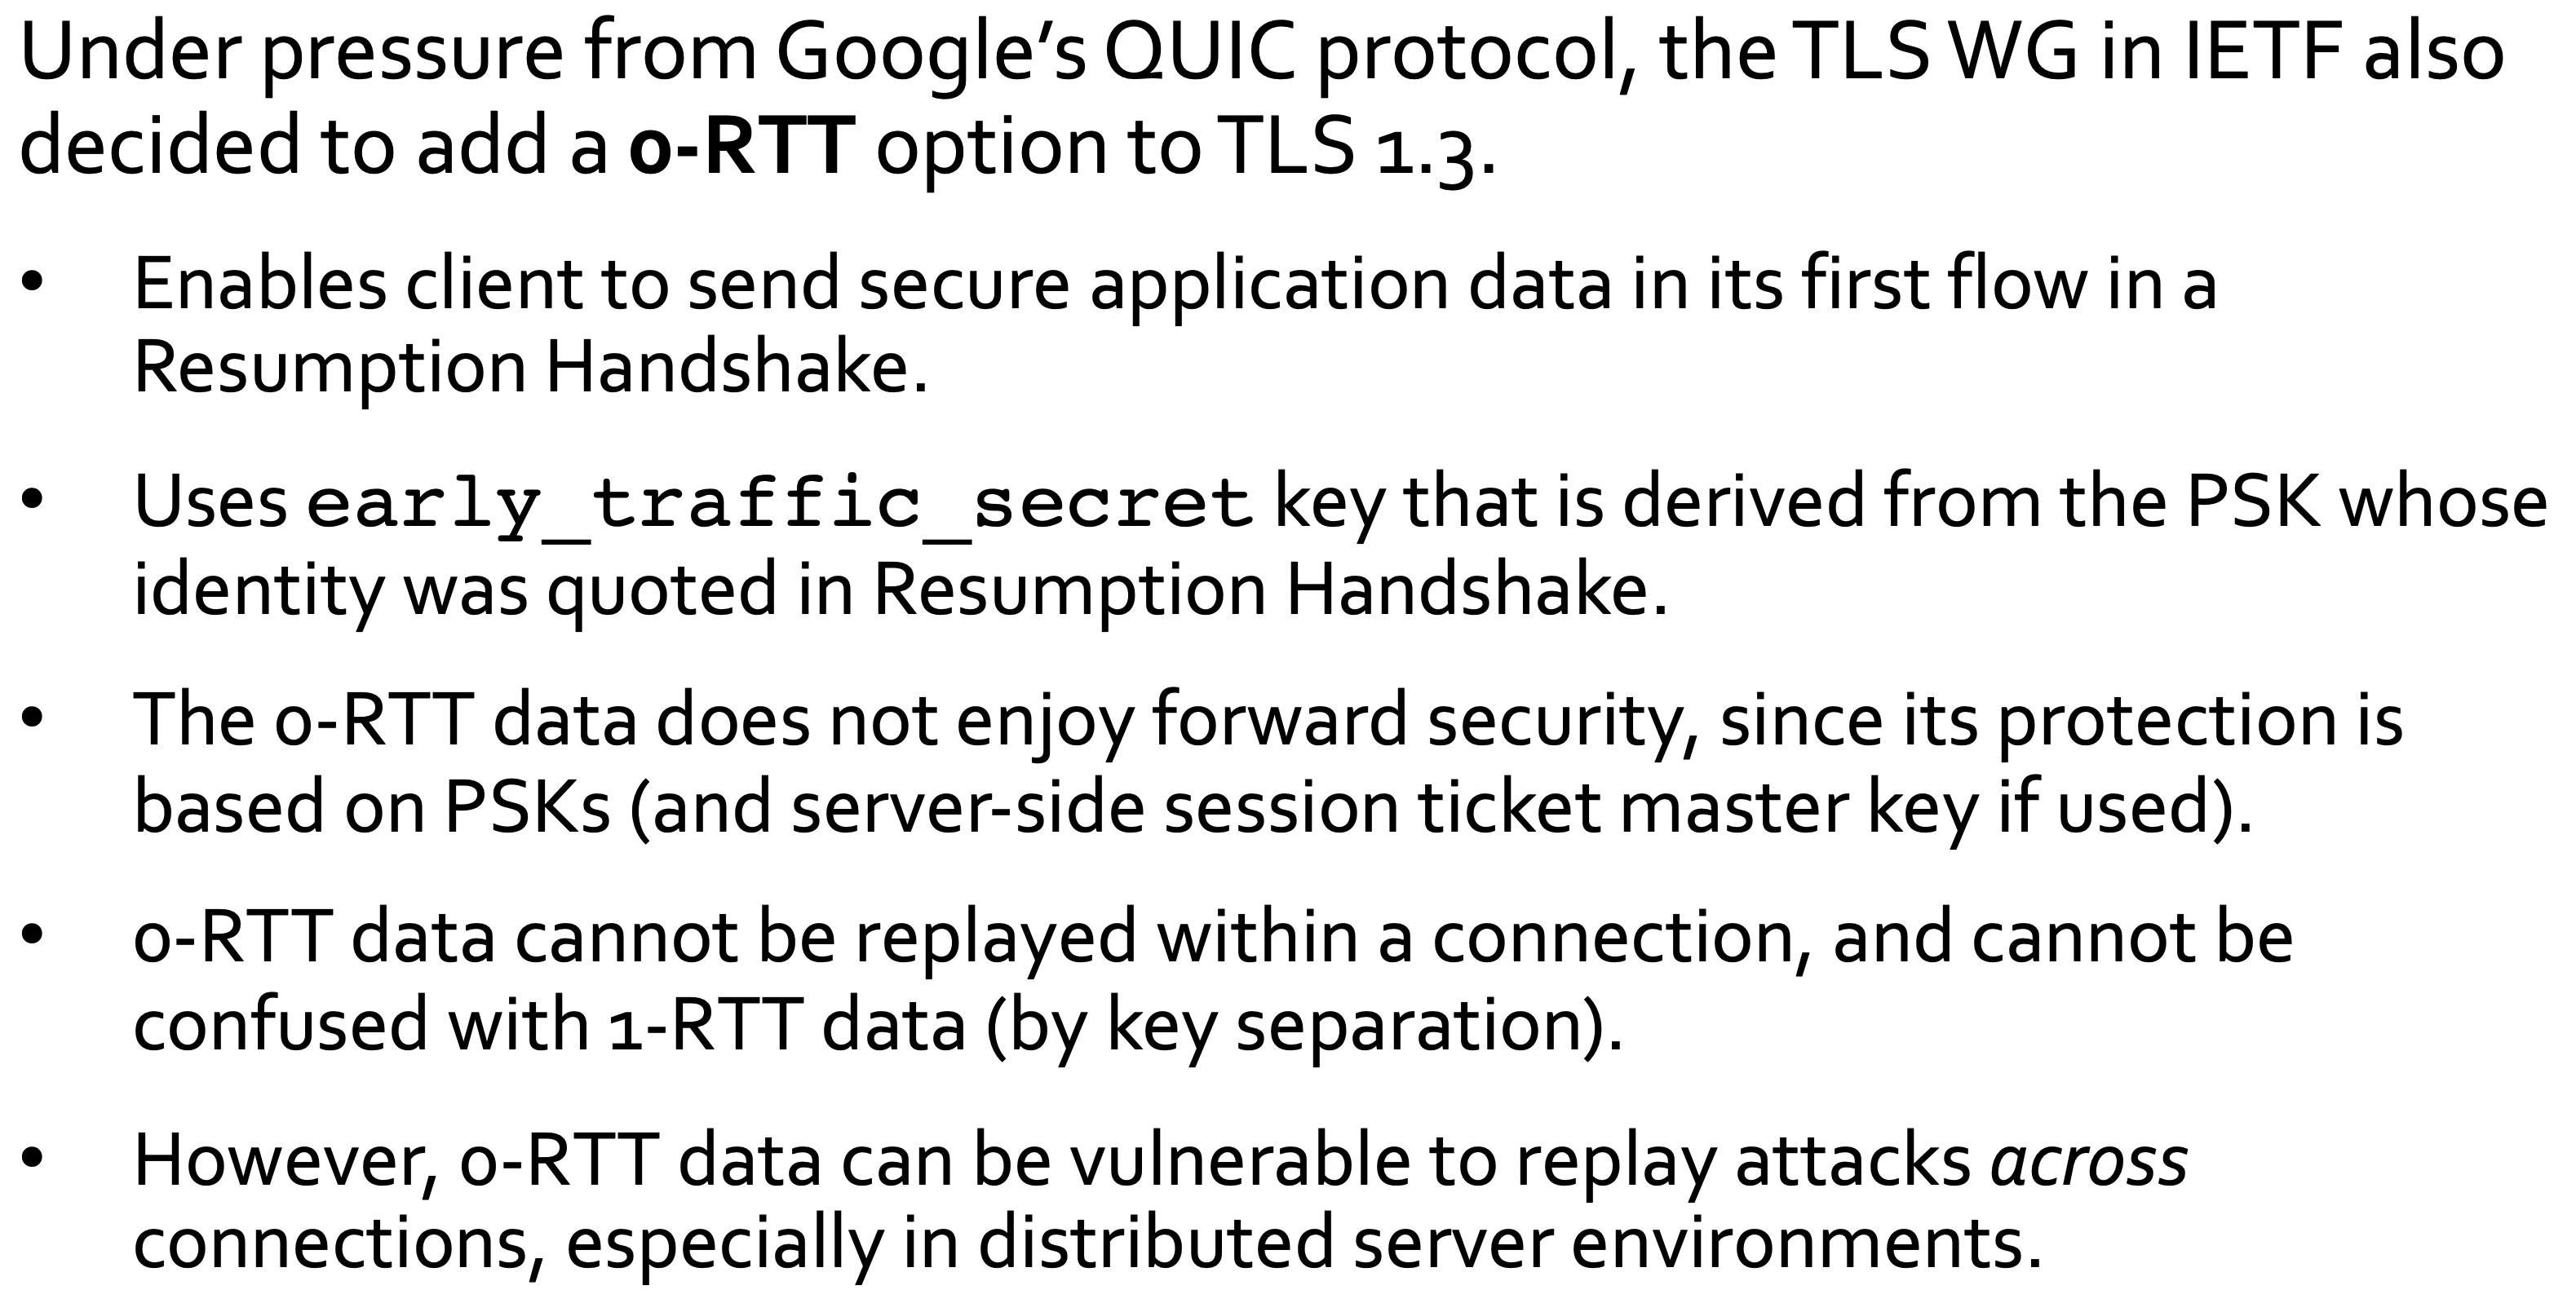 Under pressure from Google’s QUIC protocol, the TLS WG in IETF also
decided to add a 0-RTT option to TLS 1.3.
• Enables client to send secure application data in its first flow in a
Resumption Handshake.
• Uses early_traffic_secret key that is derived from the PSK whose
identity was quoted in Resumption Handshake.
• The 0-RTT data does not enjoy forward security, since its protection is
based on PSKs (and server-side session ticket master key if used).
• 0-RTT data cannot be replayed within a connection, and cannot be
confused with 1-RTT data (by key separation).
• However, 0-RTT data can be vulnerable to replay attacks across
connections, especially in distributed server environments.